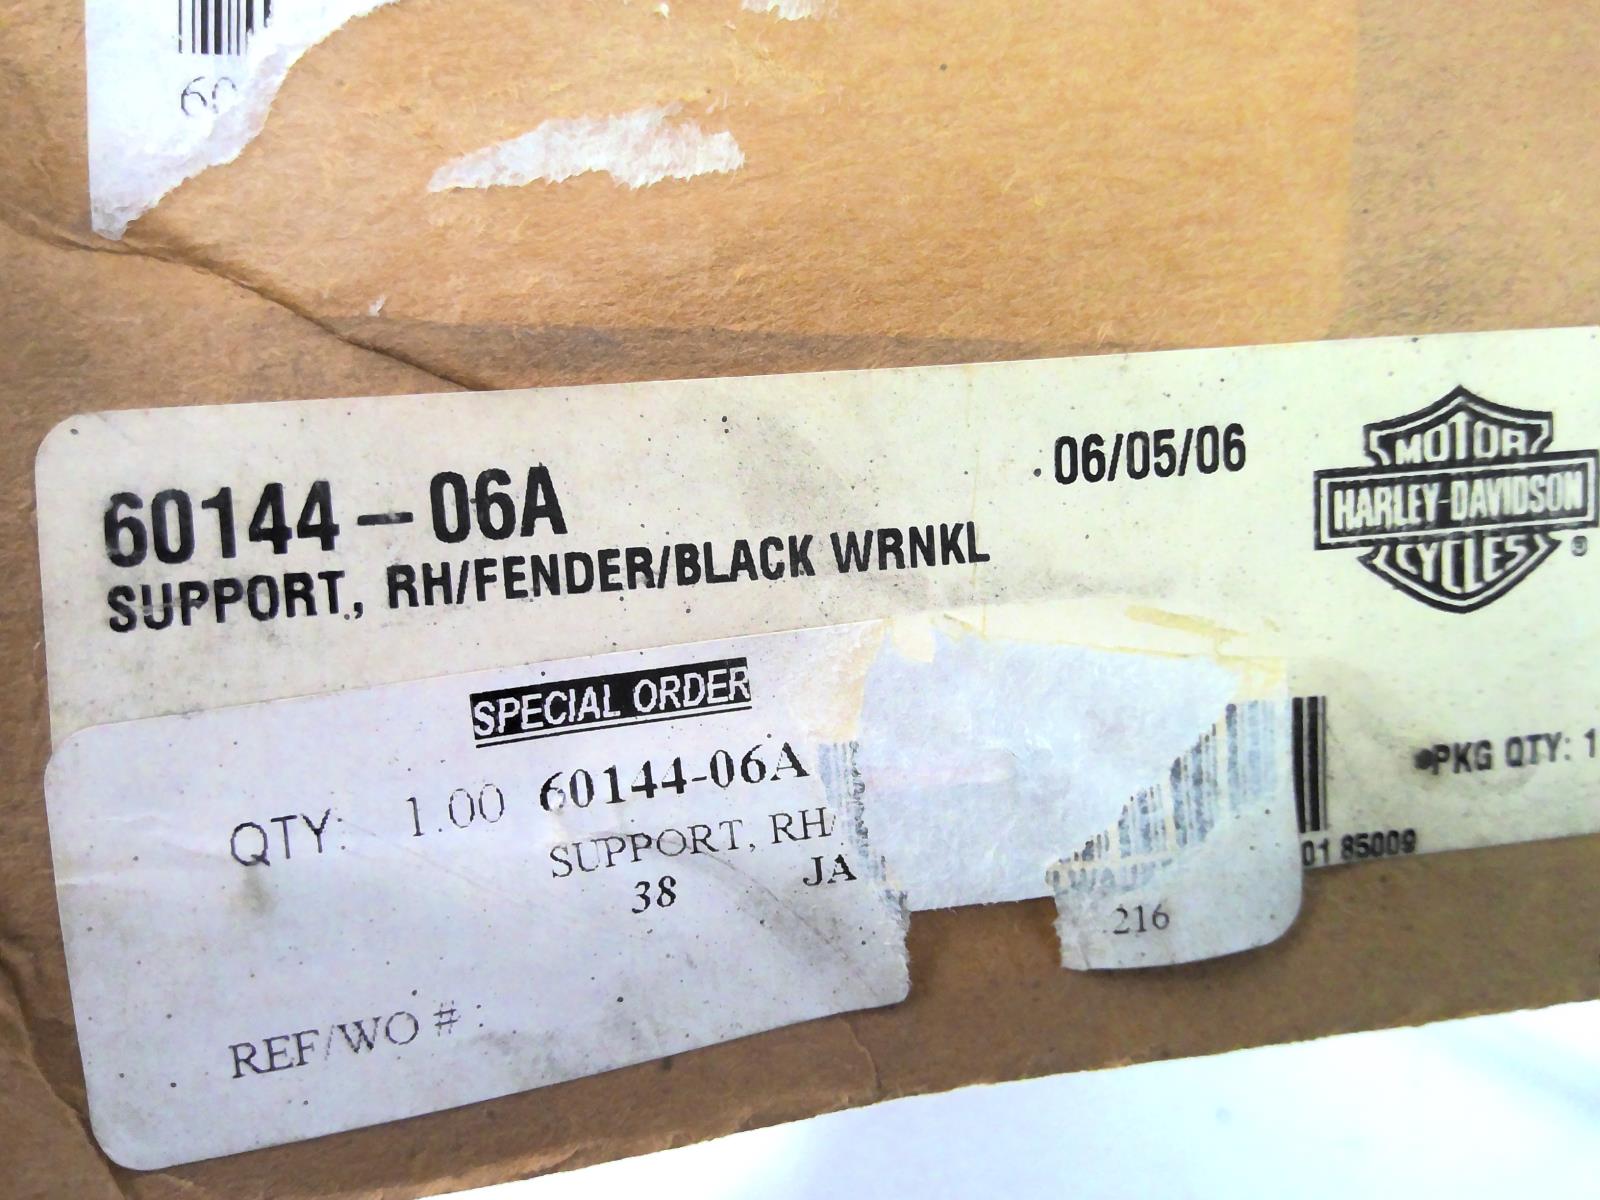 60
60144-06A
06/05/06
SUPPORT, RH/FENDER/BLACK WRNKL
MOTOR
HARLEY-DAVIDSON
CYCLES
®
SPECIAL ORDER
QTY: 1.00 60144-06A
SUPPORT, RH/
38 JA
216
REF/WO # :
PKG QTY: 1
01 85009